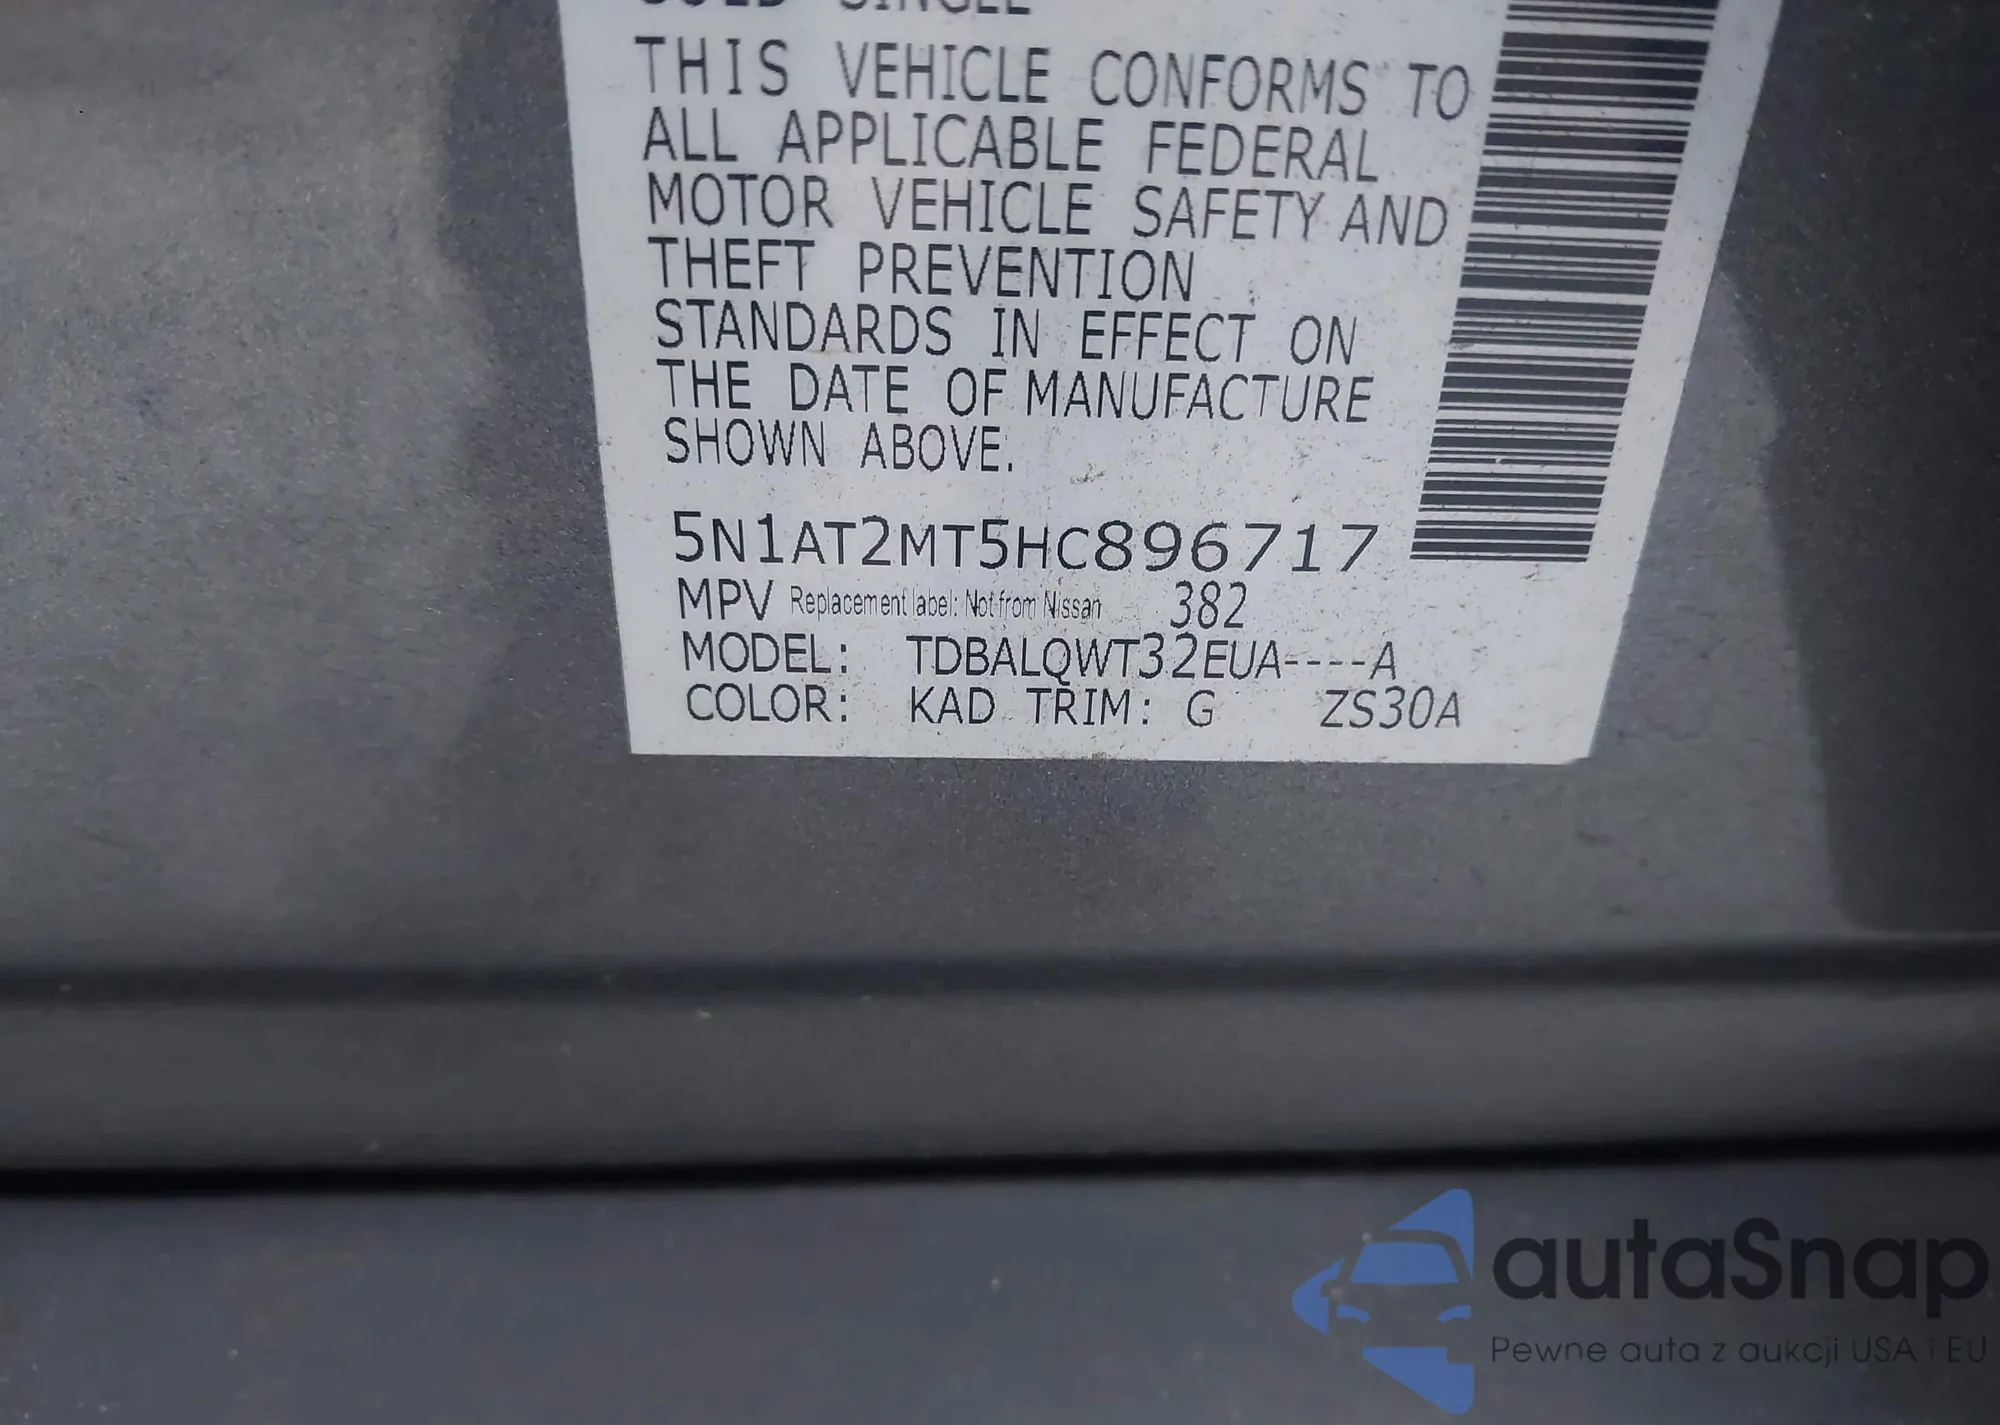 SINGLE
THIS VEHICLE CONFORMS TO
ALL APPLICABLE FEDERAL
MOTOR VEHICLE SAFETY AND
THEFT PREVENTION
STANDARDS IN EFFECT ON
THE DATE OF MANUFACTURE
SHOWN ABOVE.
5N1AT2MT5HC896717
MPV Replacement label: Not from Nissan 382
MODEL: TDBALQWT32EUA----A
COLOR: KAD TRIM: G ZS30A
autaSnap
Pewne auta z aukcji USA i EU